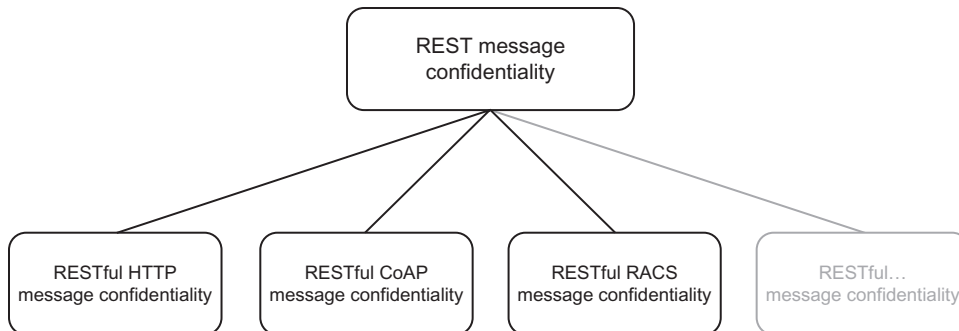 REST message
confidentiality
RESTful HTTP
message confidentiality
RESTful CoAP
message confidentiality
RESTful RACS
message confidentiality
RESTful...
message confidentiality